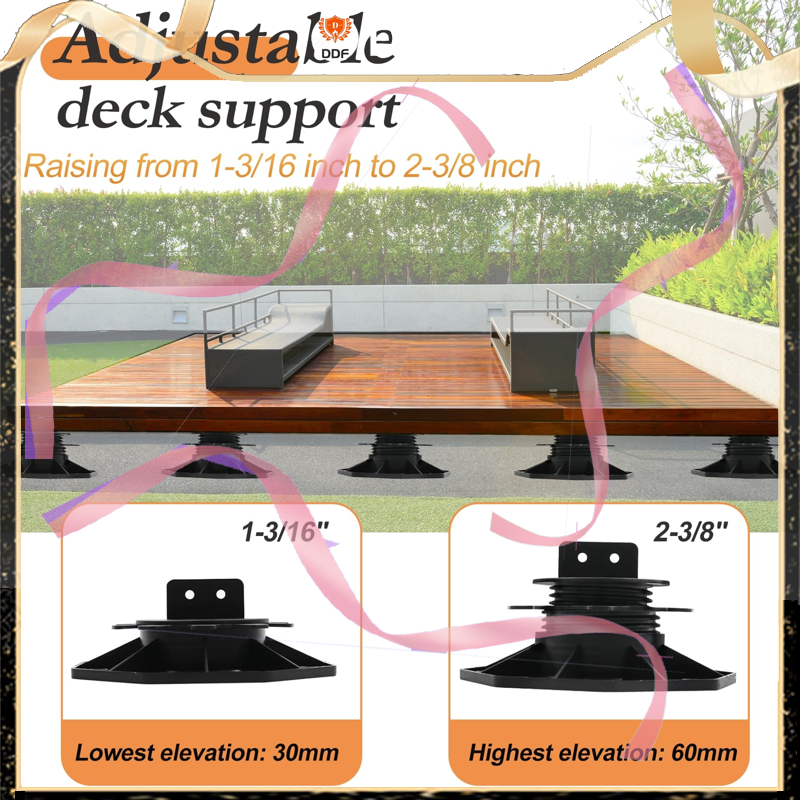 Adjustable
DDF
deck support
Raising from 1-3/16 inch to 2-3/8 inch
1-3/16"
2-3/8"
Lowest elevation: 30mm
Highest elevation: 60mm